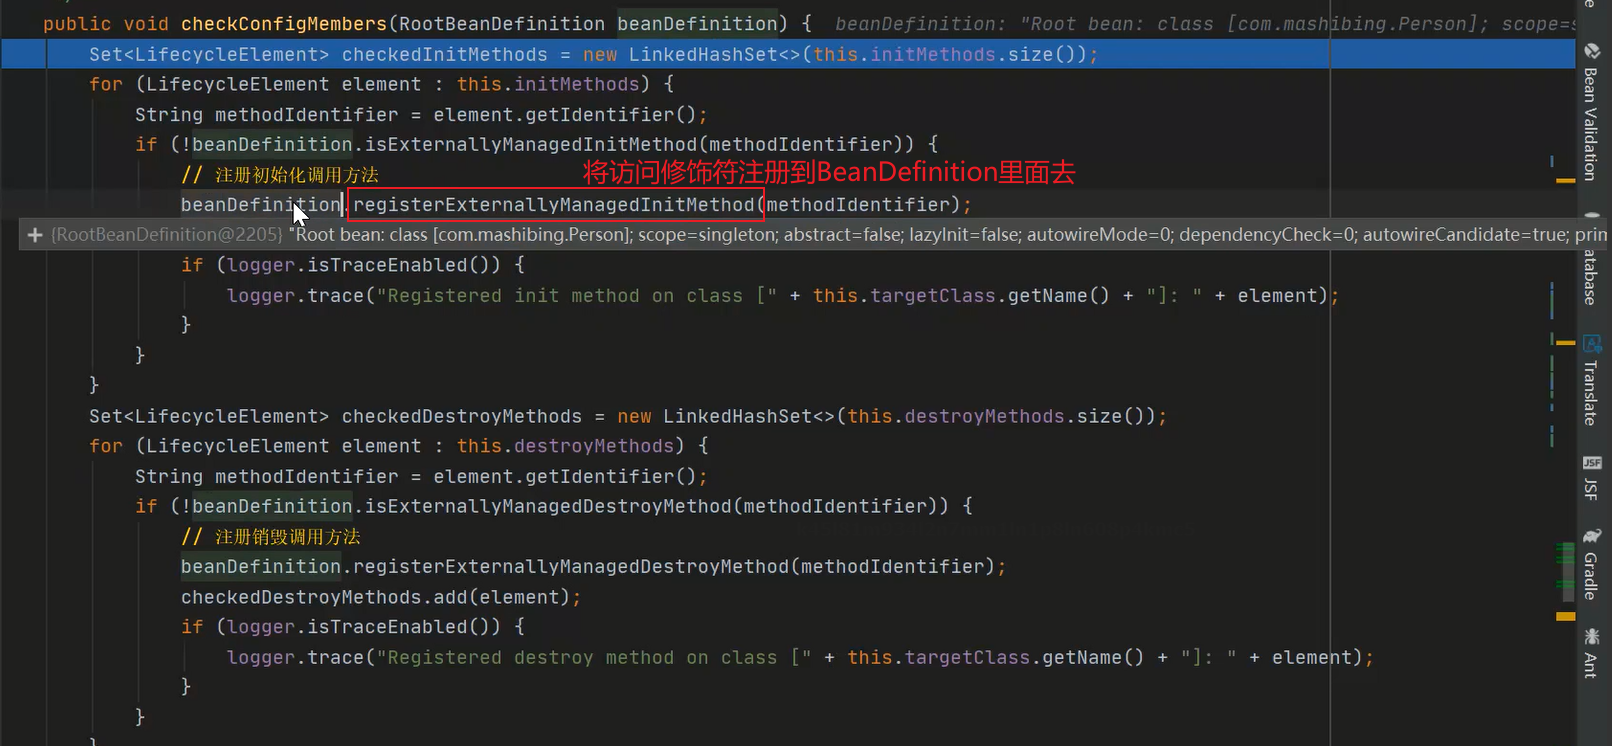 public void checkConfigMembers(RootBeanDefinition beanDefinition) {  beanDefinition: "Root bean: class [com.mashibing.Person]; scope=s
Set<LifecycleElement> checkedInitMethods = new LinkedHashSet<>(this.initMethods.size());
for (LifecycleElement element : this.initMethods) {
String methodIdentifier = element.getIdentifier();
if (!beanDefinition.isExternallyManagedInitMethod(methodIdentifier)) {
// 注册初始化调用方法
将访问修饰符注册到BeanDefinition里面去
beanDefinition.registerExternallyManagedInitMethod(methodIdentifier);
+ {RootBeanDefinition@2205} "Root bean: class [com.mashibing.Person]; scope=singleton; abstract=false; lazyInit=false; autowireMode=0; dependencyCheck=0; autowireCandidate=true; prim
if (logger.isTraceEnabled()) {
logger.trace("Registered init method on class [" + this.targetClass.getName() + "]: " + element);
}
}
}
Set<LifecycleElement> checkedDestroyMethods = new LinkedHashSet<>(this.destroyMethods.size());
for (LifecycleElement element : this.destroyMethods) {
String methodIdentifier = element.getIdentifier();
if (!beanDefinition.isExternallyManagedDestroyMethod(methodIdentifier)) {
// 注册销毁调用方法
beanDefinition.registerExternallyManagedDestroyMethod(methodIdentifier);
checkedDestroyMethods.add(element);
if (logger.isTraceEnabled()) {
logger.trace("Registered destroy method on class [" + this.targetClass.getName() + "]: " + element);
}
}
}
Bean Validation
atabase
Translate
JSF
JSF
Gradle
Ant